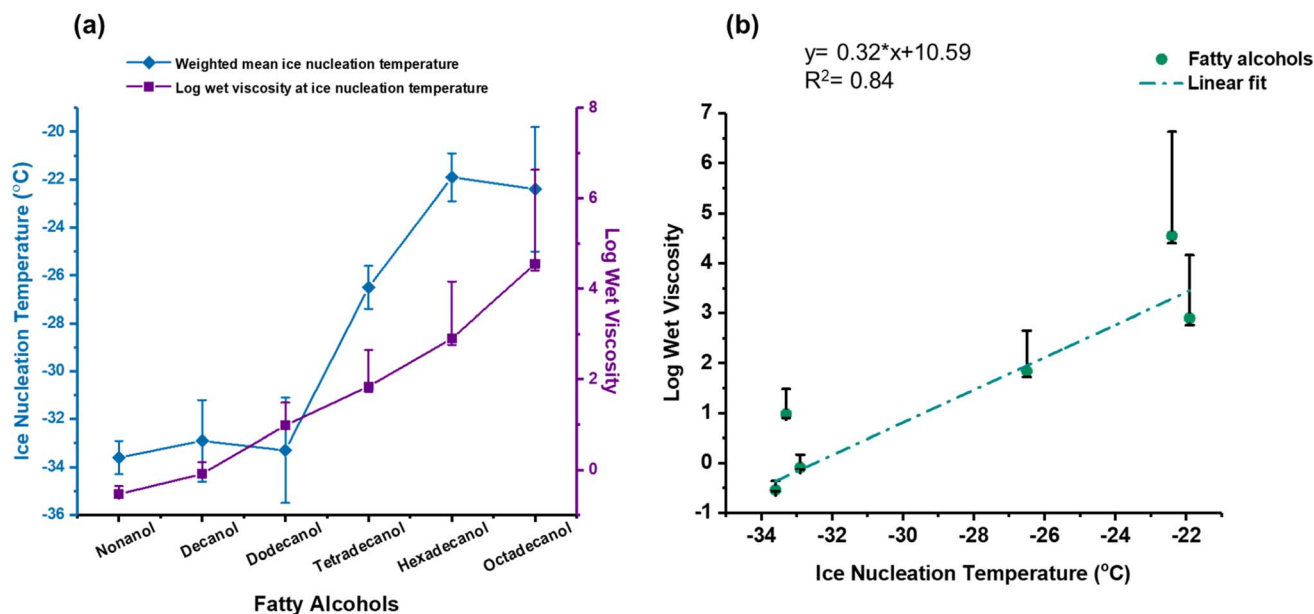 (a)
Weighted mean ice nucleation temperature
Log wet viscosity at ice nucleation temperature
Ice Nucleation Temperature (°C)
-20
-22
-24
-26
-28
-30
-32
-34
-36
8
6
4
2
0
Log Wet Viscosity
Nonanol
Decanol
Dodecanol
Tetradecanol
Hexadecanol
Octadecanol
Fatty Alcohols
(b)
y= 0.32*x+10.59
R²= 0.84
Fatty alcohols
Linear fit
Log Wet Viscosity
7
6
5
4
3
2
1
0
-1
-34
-32
-30
-28
-26
-24
-22
Ice Nucleation Temperature (°C)